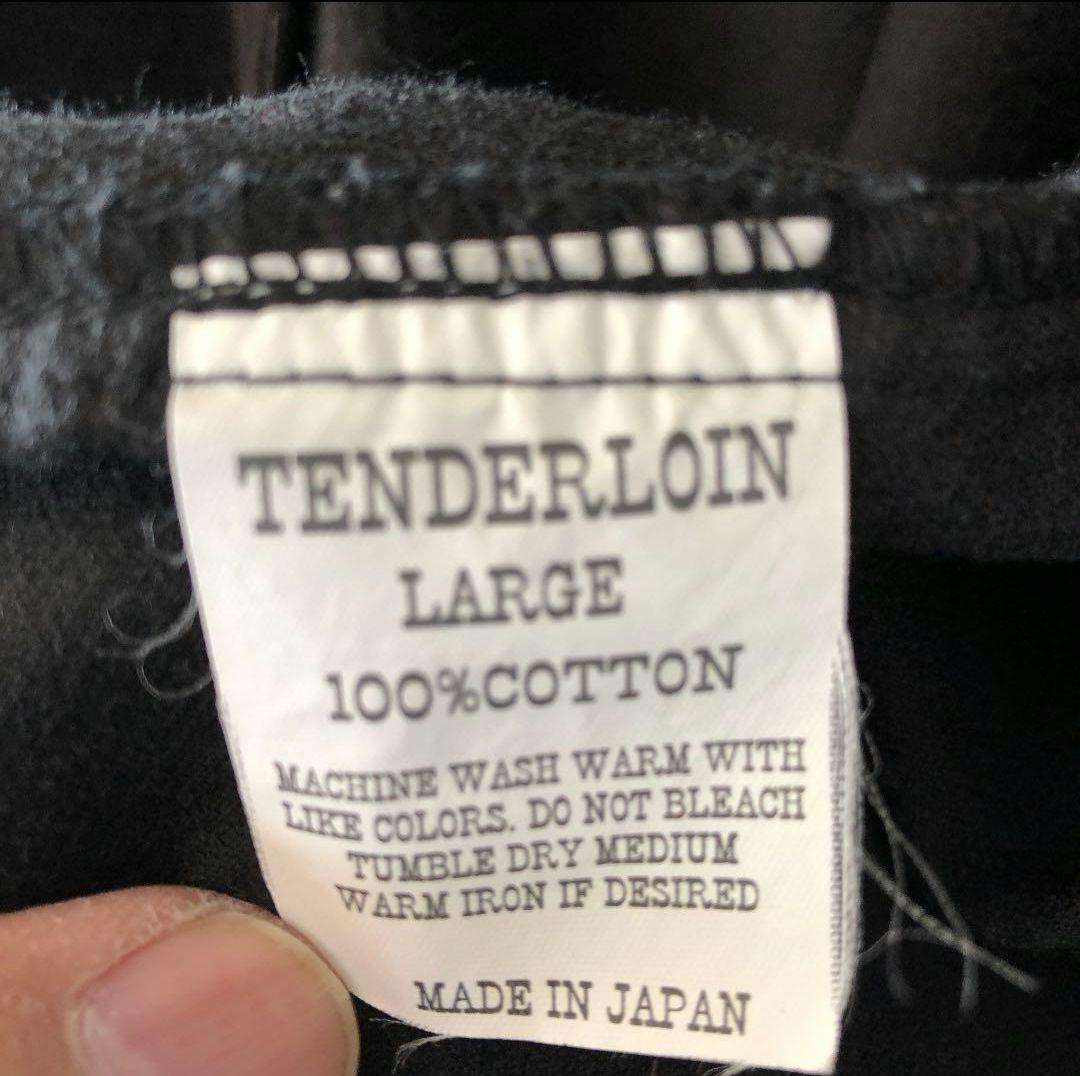 TENDERLOIN
LARGE
100%COTTON
MACHINE WASH WARM WITH
LIKE COLORS. DO NOT BLEACH
TUMBLE DRY MEDIUM
WARM IRON IF DESIRED
MADE IN JAPAN